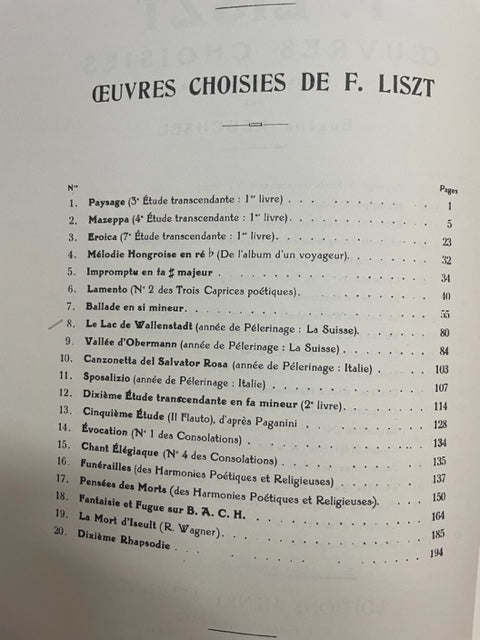 ŒUVRES CHOISIES DE F. LISZT
Nos Pages
1. Paysage (3e Étude transcendante : 1er livre) 1
2. Mazeppa (4e Étude transcendante : 1er livre). 5
3. Eroica (7e Étude transcendante : 1er livre) 23
4. Mélodie Hongroise en ré ♭ (De l'album d'un voyageur). 32
5. Impromptu en fa ♯ majeur 34
6. Lamento (N° 2 des Trois Caprices poétiques). 40
7. Ballade en si mineur. 55
8. Le Lac de Wallenstadt (année de Pélerinage : La Suisse). 80
9. Vallée d'Obermann (année de Pélerinage : La Suisse) 84
10. Canzonetta del Salvator Rosa (année de Pélerinage : Italie) 103
11. Sposalizio (année de Pélerinage : Italie) 107
12. Dixième Étude transcendante en fa mineur (2e livre). 114
13. Cinquième Étude (Il Flauto), d'après Paganini 128
14. Évocation (N° 1 des Consolations) 134
15. Chant Élégiaque (N° 4 des Consolations) 135
16. Funérailles (des Harmonies Poétiques et Religieuses) 137
17. Pensées des Morts (des Harmonies Poétiques et Religieuses). 150
18. Fantaisie et Fugue sur B. A. C. H. 164
19. La Mort d'Iseult (R. Wagner). 185
20. Dixième Rhapsodie 194